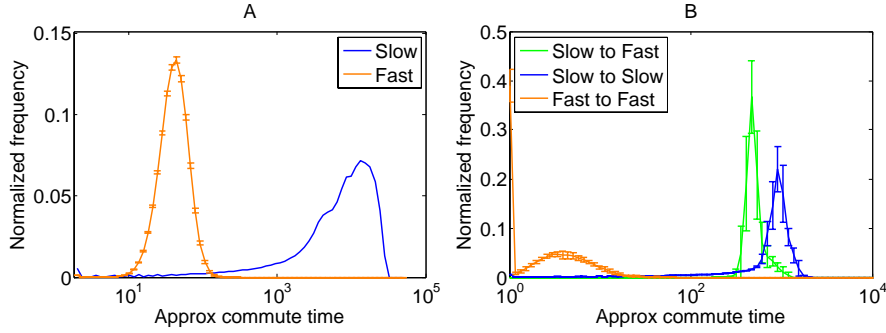 A
Normalized frequency
0.15
0.1
0.05
0
10^1
10^3
10^5
Approx commute time
Slow
Fast
B
Normalized frequency
0.5
0.4
0.3
0.2
0.1
0
10^0
10^2
10^4
Approx commute time
Slow to Fast
Slow to Slow
Fast to Fast